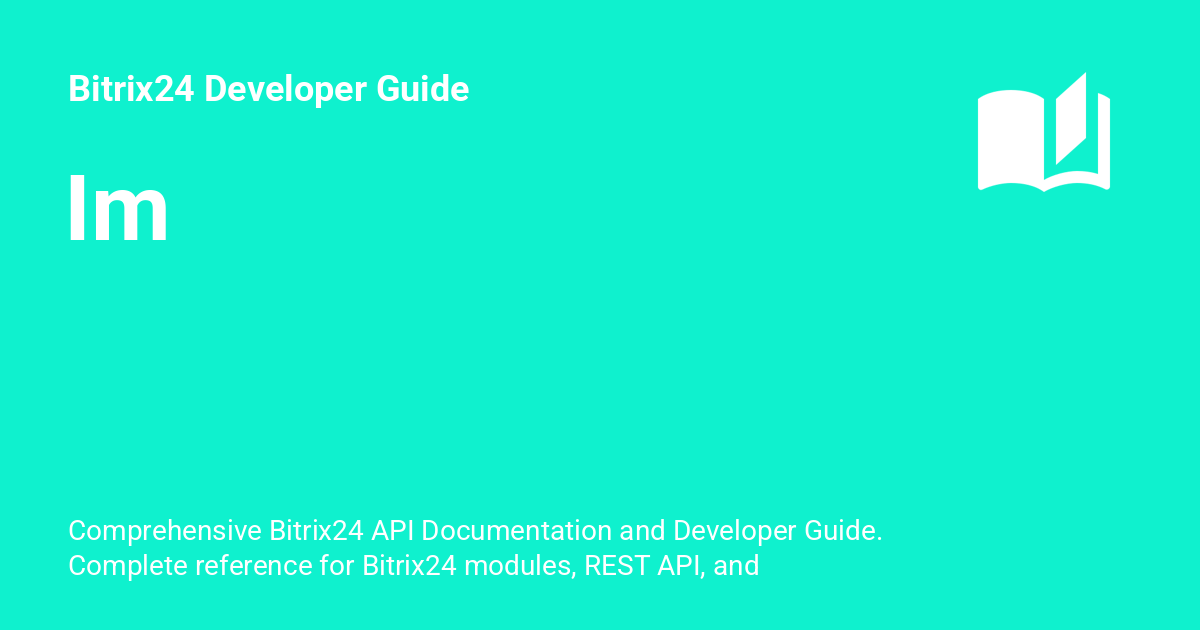 Bitrix24 Developer Guide
Im
Comprehensive Bitrix24 API Documentation and Developer Guide.
Complete reference for Bitrix24 modules, REST API, and